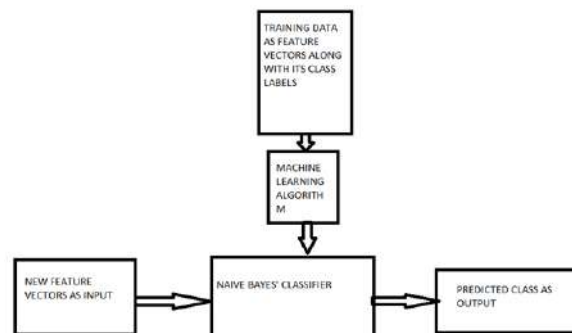 TRAINING DATA
AS FEATURE
VECTORS ALONG
WITH ITS CLASS
LABELS
MACHINE
LEARNING
ALGORITH
M
NEW FEATURE
VECTORS AS INPUT
NAIVE BAYES' CLASSIFIER
PREDICTED CLASS AS
OUTPUT